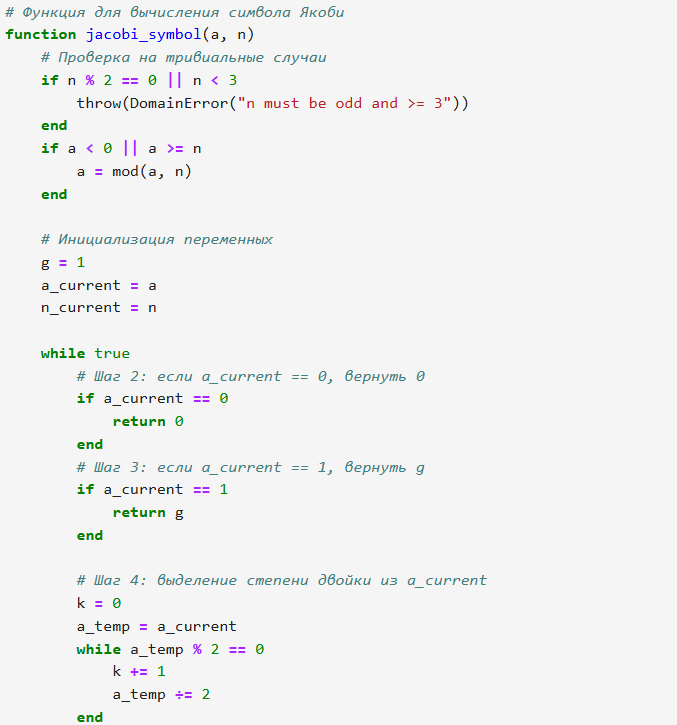 # Функция для вычисления символа Якоби
function jacobi_symbol(a, n)
    # Проверка на тривиальные случаи
    if n % 2 == 0 || n < 3
        throw(DomainError("n must be odd and >= 3"))
    end
    if a < 0 || a >= n
        a = mod(a, n)
    end

    # Инициализация переменных
    g = 1
    a_current = a
    n_current = n

    while true
        # Шаг 2: если a_current == 0, вернуть 0
        if a_current == 0
            return 0
        end
        # Шаг 3: если a_current == 1, вернуть g
        if a_current == 1
            return g
        end

        # Шаг 4: выделение степени двойки из a_current
        k = 0
        a_temp = a_current
        while a_temp % 2 == 0
            k += 1
            a_temp ÷= 2
        end